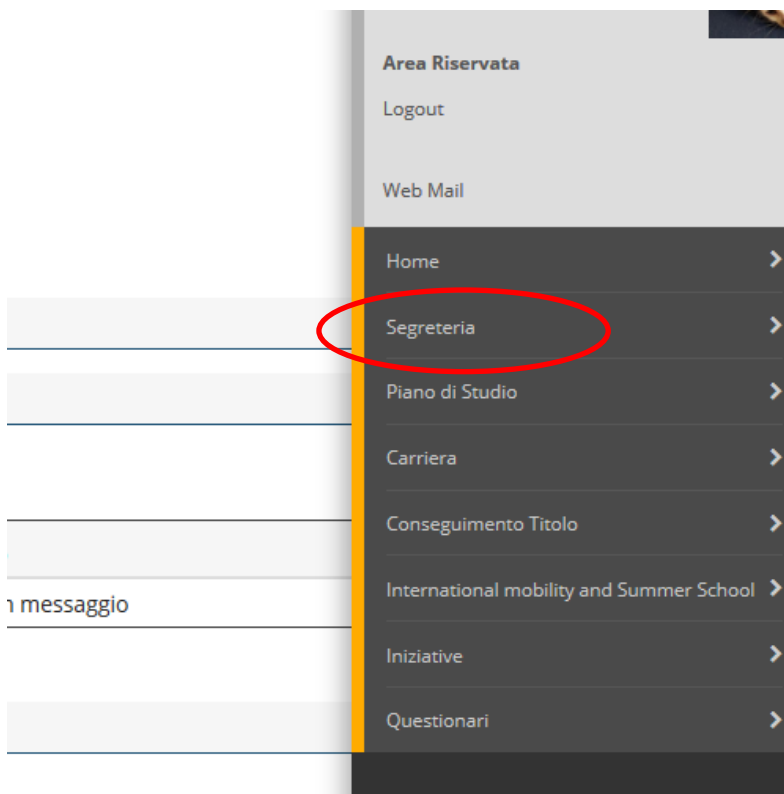 Area Riservata
Logout
Web Mail
Home
Segreteria
Piano di Studio
Carriera
Conseguimento Titolo
messaggio
International mobility and Summer School
Iniziative
Questionari